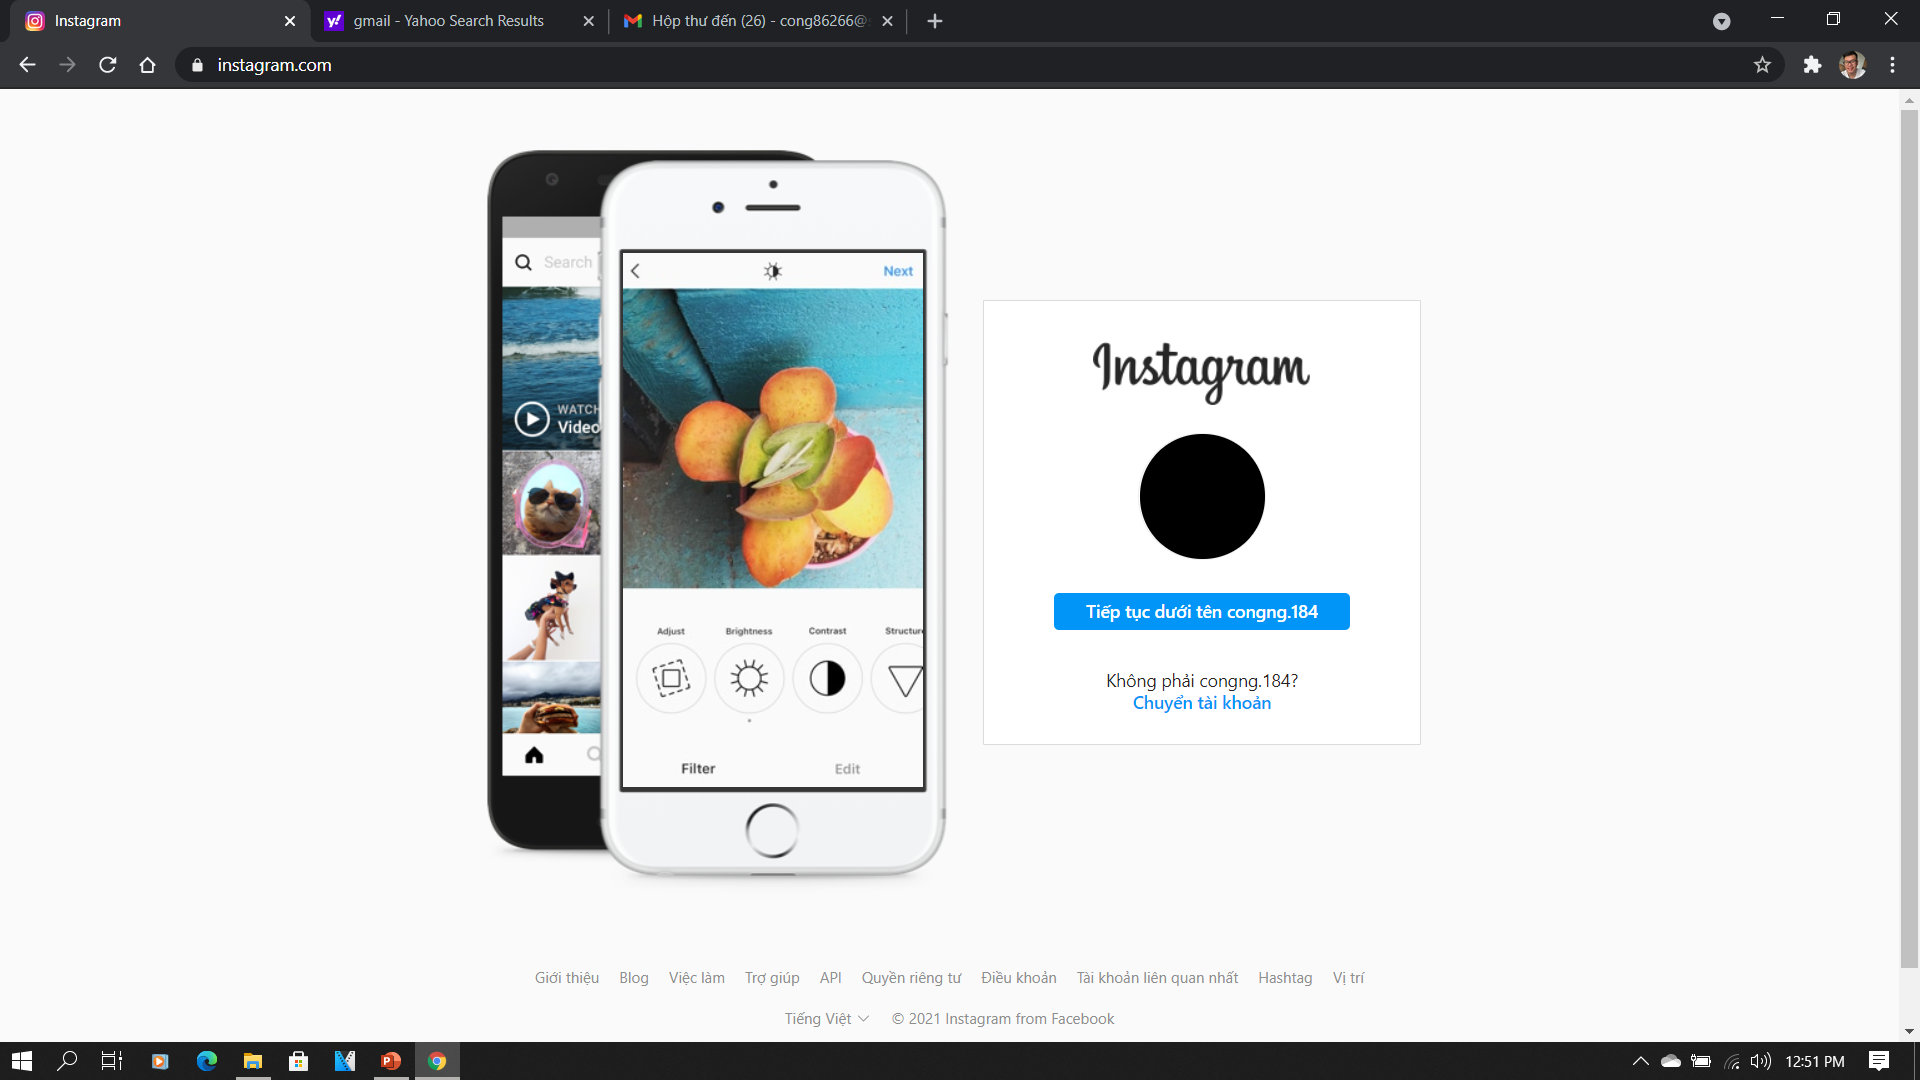 Instagram
gmail - Yahoo Search Results
Hộp thư đến (26) - cong86266@
instagram.com
Search
Next
WATCH
Video
Adjust
Brightness
Contrast
Structure
Filter
Edit
Instagram
Tiếp tục dưới tên congng.184
Không phải congng.184?
Chuyển tài khoản
Giới thiệu Blog Việc làm Trợ giúp API Quyền riêng tư Điều khoản Tài khoản liên quan nhất Hashtag Vị trí
Tiếng Việt © 2021 Instagram from Facebook
12:51 PM